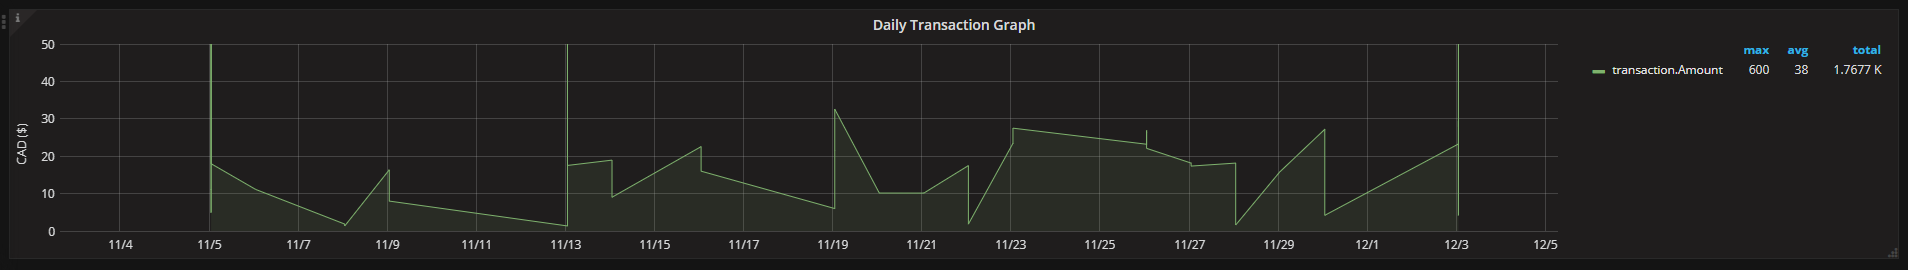 i
Daily Transaction Graph
CAD ($)
50
40
30
20
10
0
11/4 11/5 11/7 11/9 11/11 11/13 11/15 11/17 11/19 11/21 11/23 11/25 11/27 11/29 12/1 12/3 12/5
max avg total
transaction.Amount 600 38 1.7677 K